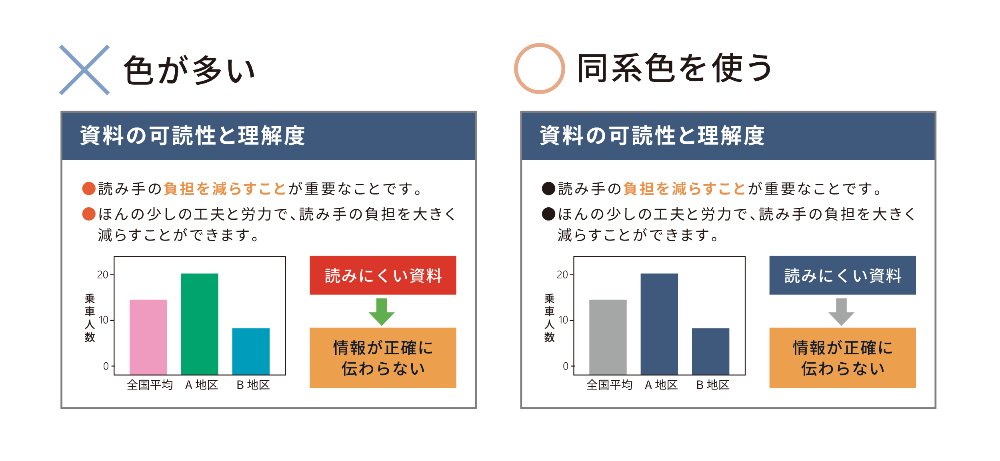 色が多い
資料の可読性と理解度
●読み手の負担を減らすことが重要なことです。
●ほんの少しの工夫と労力で、読み手の負担を大きく
減らすことができます。
20
10
0
乗車人数
全国平均 A 地区 B 地区
読みにくい資料
情報が正確に
伝わらない
同系色を使う
資料の可読性と理解度
●読み手の負担を減らすことが重要なことです。
●ほんの少しの工夫と労力で、読み手の負担を大きく
減らすことができます。
20
10
0
乗車人数
全国平均 A 地区 B 地区
読みにくい資料
情報が正確に
伝わらない